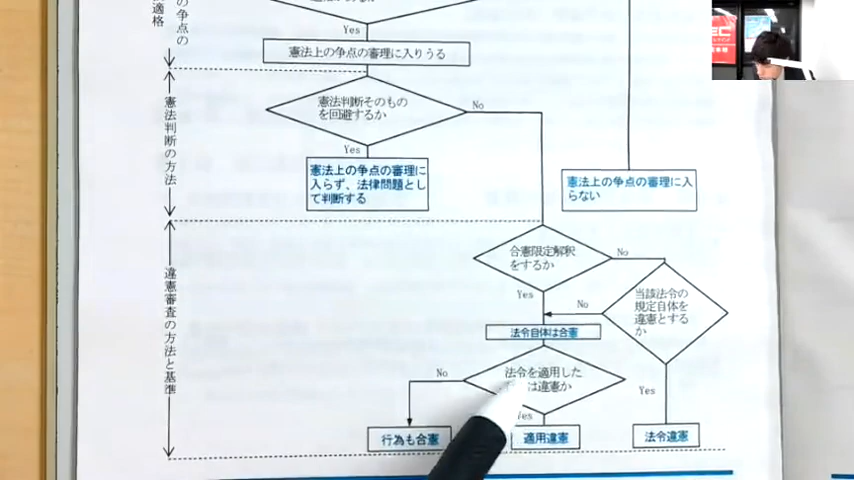 の争点の
適格
Yes
憲法上の争点の審理に入りうる
憲法判断の方法
憲法判断そのもの
を回避するか
No
Yes
憲法上の争点の審理に
入らず、法律問題とし
て判断する
憲法上の争点の審理に入
らない
違憲審査の方法と基準
合憲限定解釈
をするか
No
Yes
当該法令の
規定自体を
違憲とする
か
No
法令自体は合憲
法令を適用した
は違憲か
No
Yes
Yes
行為も合憲
適用違憲
法令違憲